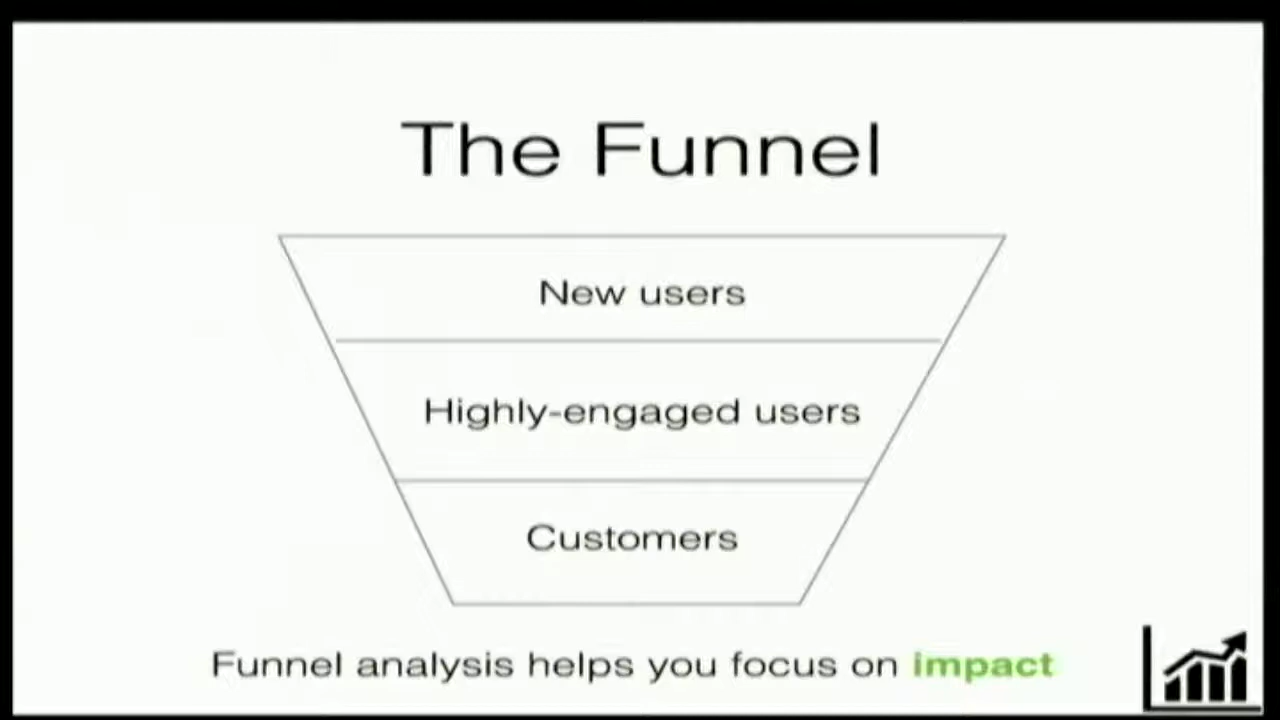 The Funnel
New users
Highly-engaged users
Customers
Funnel analysis helps you focus on impact